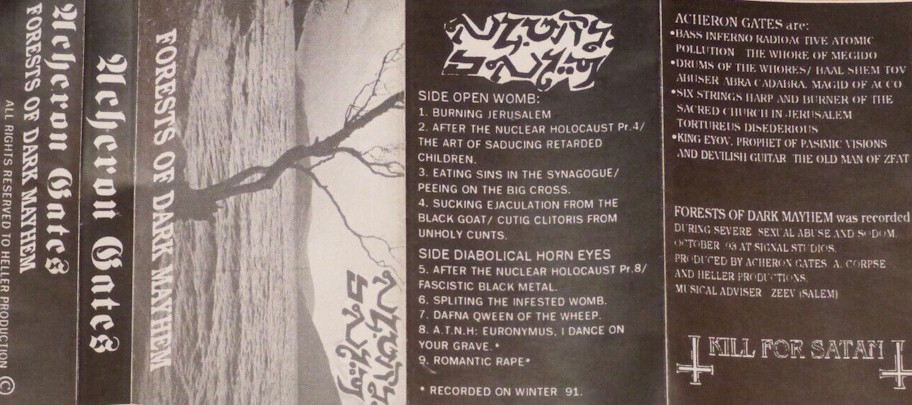 Acheron Gates
FORESTS OF DARK MAYHEM
ALL RIGHTS RESERVED TO HELLER PRODUCTION ©
Acheron Gates
FORESTS OF DARK MAYHEM
SIDE OPEN WOMB:
1. BURNING JERUSALEM
2. AFTER THE NUCLEAR HOLOCAUST Pr.4/
THE ART OF SADUCING RETARDED
CHILDREN.
3. EATING SINS IN THE SYNAGOGUE/
PEEING ON THE BIG CROSS.
4. SUCKING EJACULATION FROM THE
BLACK GOAT/ CUTIG CLITORIS FROM
UNHOLY CUNTS.
SIDE DIABOLICAL HORN EYES
5. AFTER THE NUCLEAR HOLOCAUST Pr.8/
FASCISTIC BLACK METAL.
6. SPLITING THE INFESTED WOMB.
7. DAFNA QWEEN OF THE WHEEP.
8. A.T.N.H: EURONYMUS, I DANCE ON
YOUR GRAVE.*
9. ROMANTIC RAPE*
* RECORDED ON WINTER 91.
ACHERON GATES are:
•BASS INFERNO RADIOACTIVE ATOMIC
POLLUTION THE WHORE OF MEGIDO
•DRUMS OF THE WHORES/ BAAL SHEM TOV
ABUSER ABRA CADABRA. MAGID OF ACCO
•SIX STRINGS HARP AND BURNER OF THE
SACRED CHURCH IN JERUSALEM
TORTUREUS DISEDERIOUS
•KING EYOV, PROPHET OF PASIMIC VISIONS
AND DEVILISH GUITAR THE OLD MAN OF ZFAT
FORESTS OF DARK MAYHEM was recorded
DURING SEVERE SEXUAL ABUSE AND SODOM.
OCTOBER 93 AT SIGNAL STUDIOS.
PRODUCED BY ACHERON GATES A. CORPSE
AND HELLER PRODUCTIONS.
MUSICAL ADVISER ZEEV (SALEM)
KILL FOR SATAN